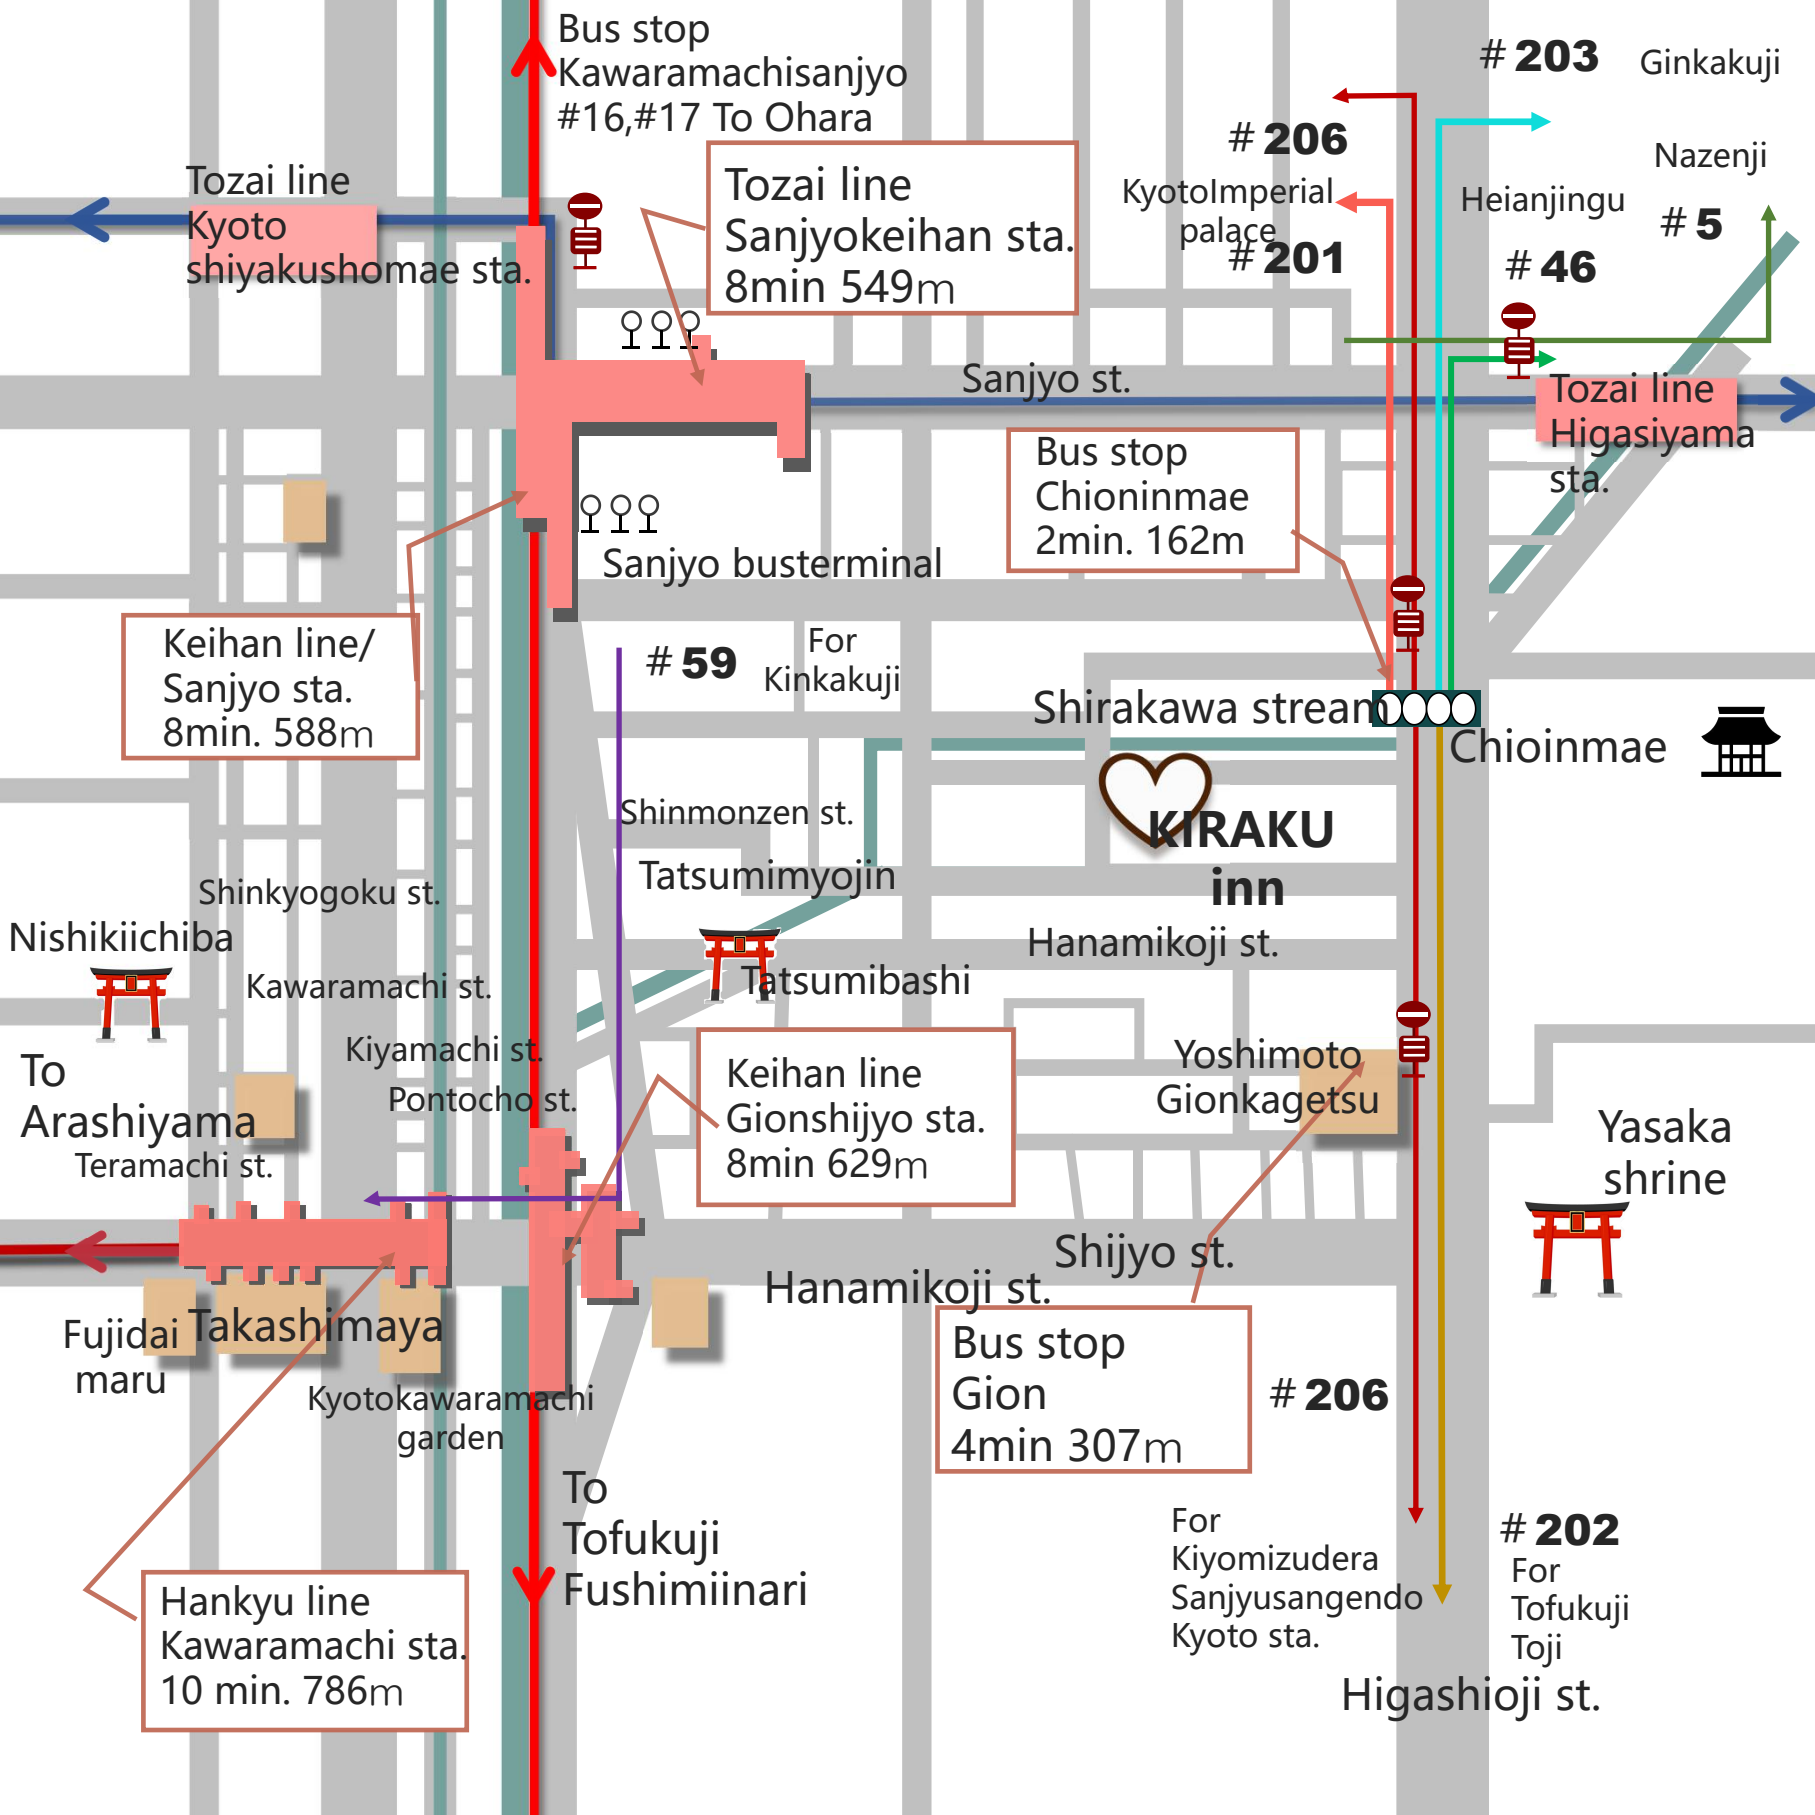 Bus stop
Kawaramachisanjyo
#16,#17 To Ohara
#203 Ginkakuji
#206
KyotoImperial
palace
#201
Nazenji
#5
Heianjingu
#46
Tozai line
Kyoto
shiyakushomae sta.
Tozai line
Sanjyokeihan sta.
8min 549m
Sanjyo st.
Tozai line
Higasiyama
sta.
Bus stop
Chioninmae
2min. 162m
Sanjyo busterminal
Keihan line/
Sanjyo sta.
8min. 588m
#59
For
Kinkakuji
Shirakawa stream
Chioinmae
Shinmonzen st.
KIRAKU
inn
Tatsumimyojin
Shinkyogoku st.
Nishikiichiba
Hanamikoji st.
Kawaramachi st.
Tatsumibashi
Kiyamachi st.
Pontocho st.
To
Arashiyama
Teramachi st.
Keihan line
Gionshijyo sta.
8min 629m
Yoshimoto
Gionkagetsu
Yasaka
shrine
Shijyo st.
Hanamikoji st.
Fujidai
maru
Takashimaya
Kyotokawaramachi
garden
Bus stop
Gion
4min 307m
#206
To
Tofukuji
Fushimiinari
For
Kiyomizudera
Sanjyusangendo
Kyoto sta.
#202
For
Tofukuji
Toji
Hankyu line
Kawaramachi sta.
10 min. 786m
Higashioji st.